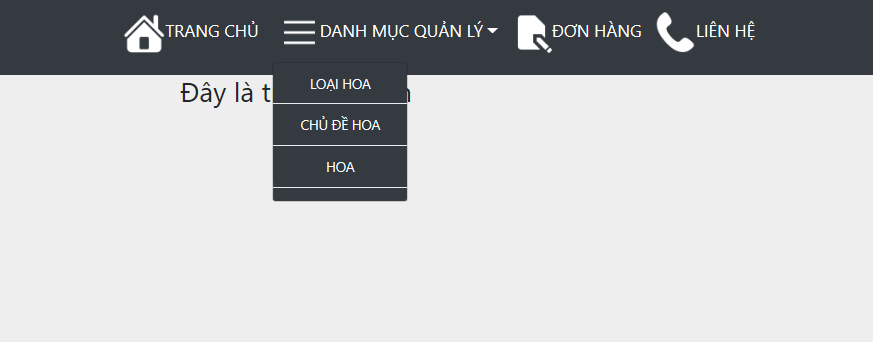 TRANG CHỦ
DANH MỤC QUẢN LÝ
ĐƠN HÀNG
LIÊN HỆ
Đây là
LOẠI HOA
CHỦ ĐỀ HOA
HOA